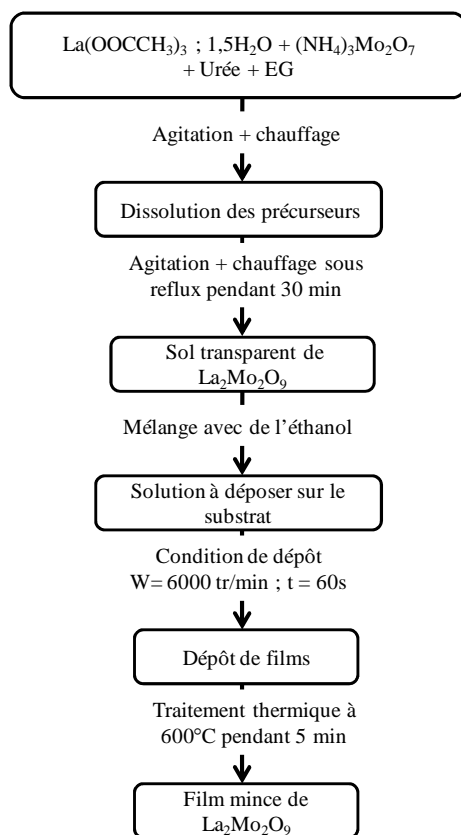 La(OOCCH₃)₃ ; 1,5H₂O + (NH₄)₃Mo₂O₇
+ Urée + EG
Agitation + chauffage
Dissolution des précurseurs
Agitation + chauffage sous
reflux pendant 30 min
Sol transparent de
La₂Mo₂O₉
Mélange avec de l’éthanol
Solution à déposer sur le
substrat
Condition de dépôt
W= 6000 tr/min ; t = 60s
Dépôt de films
Traitement thermique à
600°C pendant 5 min
Film mince de
La₂Mo₂O₉